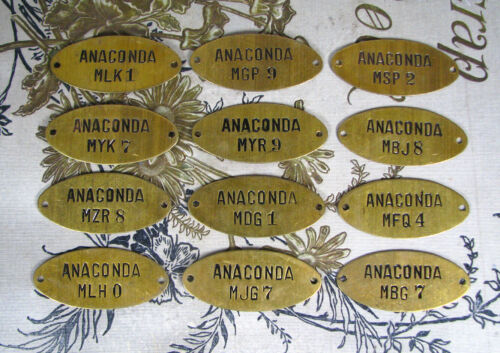 ANACONDA
MLK 1
ANACONDA
MGP 9
ANACONDA
MSP 2
ANACONDA
MYK 7
ANACONDA
MYR 9
ANACONDA
MBJ 8
ANACONDA
MZR 8
ANACONDA
MDG 1
ANACONDA
MFQ 4
ANACONDA
MLH 0
ANACONDA
MJG 7
ANACONDA
MBG 7